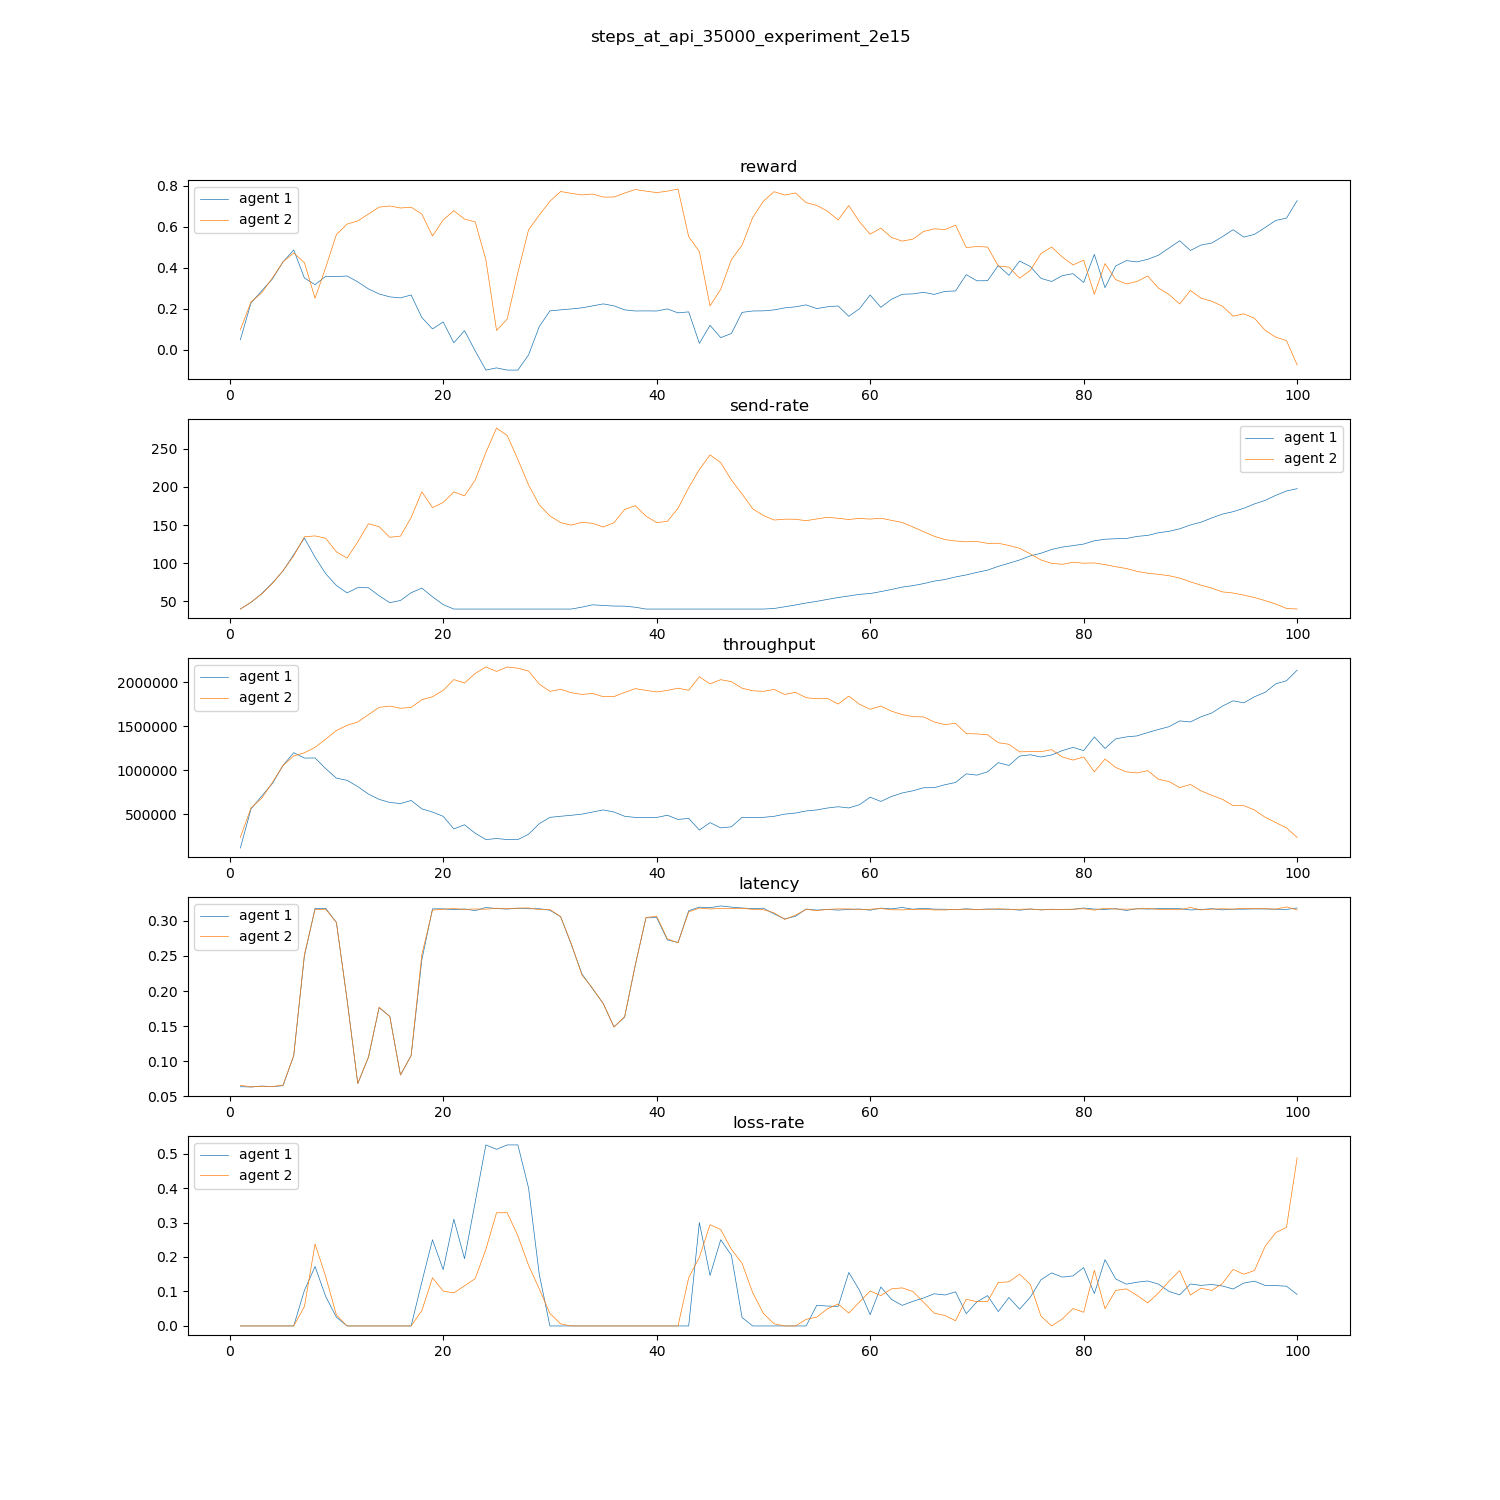 steps_at_api_35000_experiment_2e15
reward
agent 1
agent 2
0.8
0.6
0.4
0.2
0.0
0 20 40 60 80 100
send-rate
agent 1
agent 2
250
200
150
100
50
0 20 40 60 80 100
throughput
agent 1
agent 2
2000000
1500000
1000000
500000
0 20 40 60 80 100
latency
agent 1
agent 2
0.30
0.25
0.20
0.15
0.10
0.05
0 20 40 60 80 100
loss-rate
agent 1
agent 2
0.5
0.4
0.3
0.2
0.1
0.0
0 20 40 60 80 100